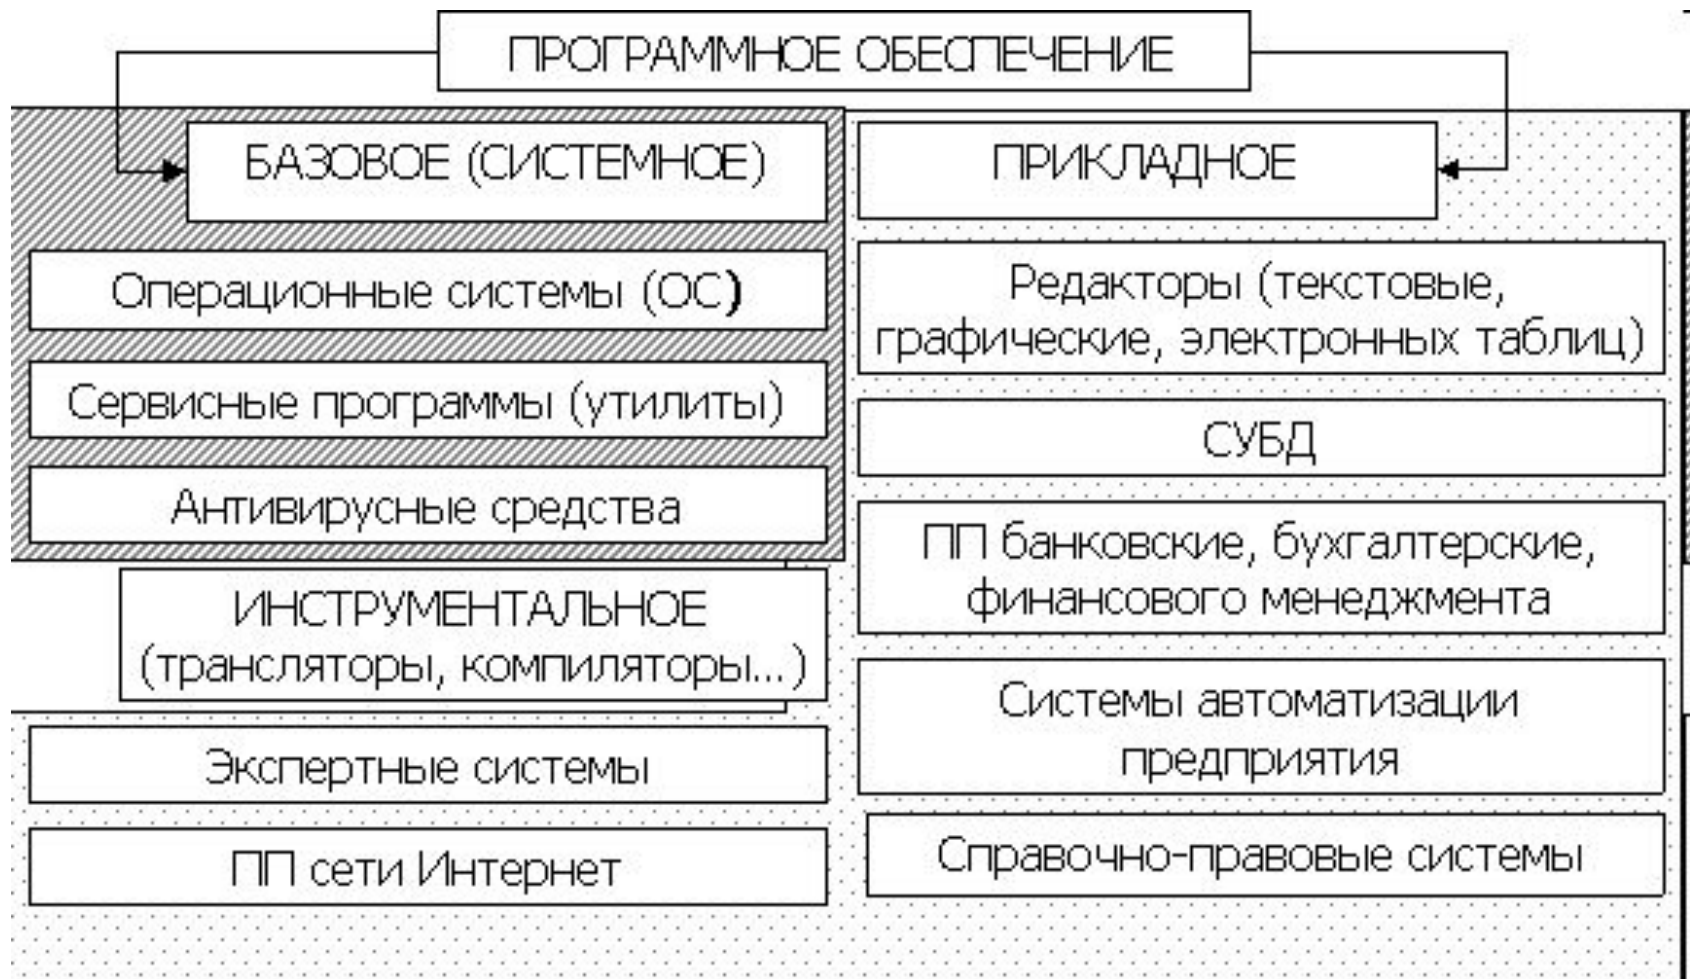 ПРОГРАММНОЕ ОБЕСПЕЧЕНИЕ
БАЗОВОЕ (СИСТЕМНОЕ)
Операционные системы (ОС)
Сервисные программы (утилиты)
Антивирусные средства
ИНСТРУМЕНТАЛЬНОЕ
(трансляторы, компиляторы...)
Экспертные системы
ПП сети Интернет
ПРИКЛАДНОЕ
Редакторы (текстовые,
графические, электронных таблиц)
СУБД
ПП банковские, бухгалтерские,
финансового менеджмента
Системы автоматизации
предприятия
Справочно-правовые системы